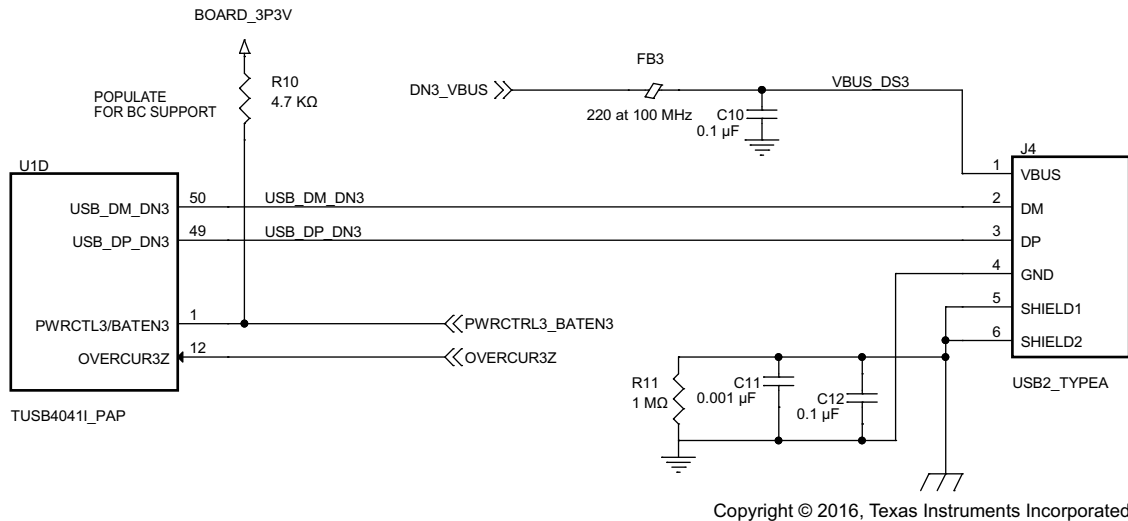 BOARD_3P3V
R10
4.7 KΩ
POPULATE
FOR BC SUPPORT
FB3
DN3_VBUS
220 at 100 MHz
VBUS_DS3
C10
0.1 µF
J4
1
VBUS
U1D
USB_DM_DN3
50
USB_DM_DN3
2
DM
USB_DP_DN3
49
USB_DP_DN3
3
DP
4
GND
PWRCTL3/BATEN3
1
PWRCTRL3_BATEN3
5
SHIELD1
OVERCUR3Z
12
OVERCUR3Z
6
SHIELD2
R11
1 MΩ
C11
0.001 µF
C12
0.1 µF
USB2_TYPEA
TUSB4041I_PAP
Copyright © 2016, Texas Instruments Incorporated